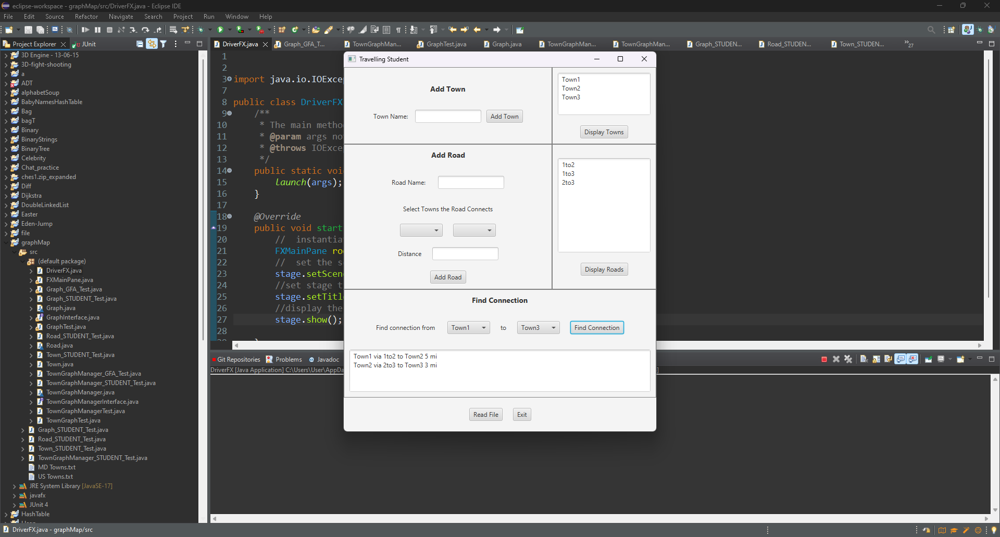 eclipse-workspace - graphMap/src/DriverFX.java - Eclipse IDE
File Edit Source Refactor Navigate Search Project Run Window Help
Project Explorer
JUnit
DriverFX.java
Graph_GFA_T...
TownGraphMan...
GraphTest.java
Graph.java
TownGraphMan...
TownGraphMan...
Graph_STUDEN...
Road_STUDEN...
Town_STUDEN...
27
3D Engine - 13-06-15
3D-fight-shooting
a
ADT
alphabetSoup
BabyNamesHashTable
Bag
bagT
Binary
BinaryStrings
BinaryTree
Celebrity
Chat_practice
ches1.zip_expanded
Diff
Dijkstra
DoubleLinkedList
Easter
Eden-Jump
file
graphMap
src
(default package)
DriverFX.java
FXMainPane.java
Graph_GFA_Test.java
Graph_STUDENT_Test.java
Graph.java
GraphInterface.java
GraphTest.java
Road_STUDENT_Test.java
Road.java
Town_STUDENT_Test.java
Town.java
TownGraphManager_GFA_Test.java
TownGraphManager_STUDENT_Test.java
TownGraphManager.java
TownGraphManagerInterface.java
TownGraphManagerTest.java
TownGraphTest.java
Graph_STUDENT_Test.java
Road_STUDENT_Test.java
Town_STUDENT_Test.java
TownGraphManager_STUDENT_Test.java
MD Towns.txt
US Towns.txt
JRE System Library [JavaSE-17]
javafx
JUnit 4
HashTable
1
2
3 import java.io.IOExce
7
8 public class DriverFX
9 /**
10 * The main metho
11 * @param args no
12 * @throws IOExce
13 */
14 public static voi
15 launch(args);
16 }
17
18 @Override
19 public void start
20 // instantia
21 FXMainPane ro
22 // set the s
23 stage.setScen
24 //set stage t
25 stage.setTitl
26 //display the
27 stage.show();
28
Travelling Student
Add Town
Town Name:
Add Town
Town1
Town2
Town3
Display Towns
Add Road
Road Name:
Select Towns the Road Connects
Distance
Add Road
1to2
1to3
2to3
Display Roads
Find Connection
Find connection from Town1 to Town3 Find Connection
Town1 via 1to2 to Town2 5 mi
Town2 via 2to3 to Town3 3 mi
Read File
Exit
Git Repositories
Problems
Javadoc
DriverFX [Java Application] C:\Users\User\AppDa
DriverFX.java - graphMap/src